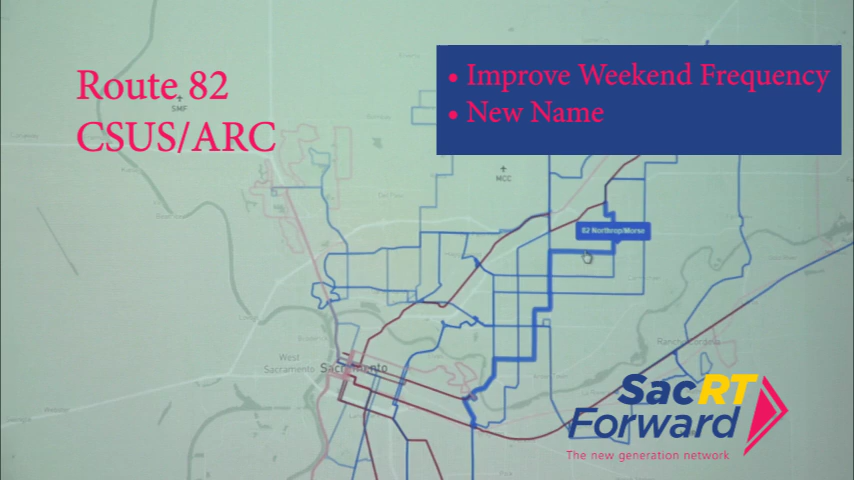 Route 82
CSUS/ARC
• Improve Weekend Frequency
• New Name
SMF
MCC
82 Northrop/Morse
West
Sacramento
Sacramento
SacRT
Forward
The new generation network